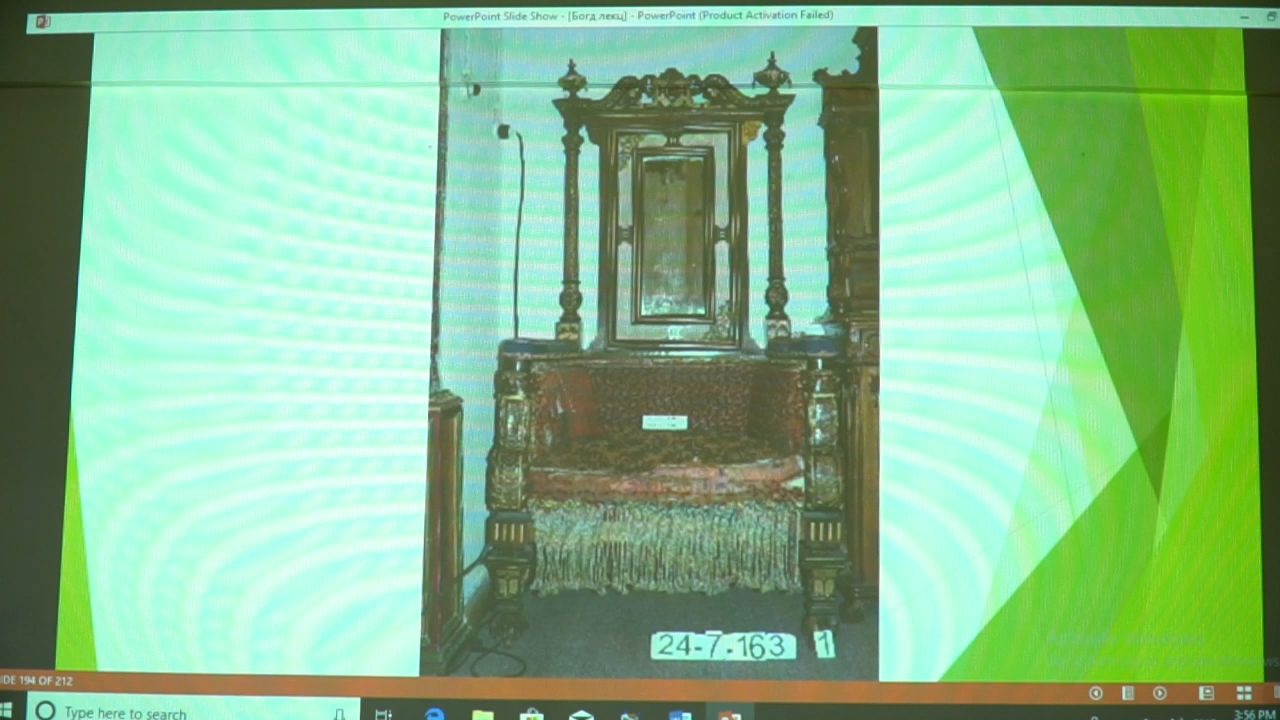 PowerPoint Slide Show - [Богд лекц] - PowerPoint (Product Activation Failed)
24-7.163 1
IDE 194 OF 212
Type here to search
3:56 PM